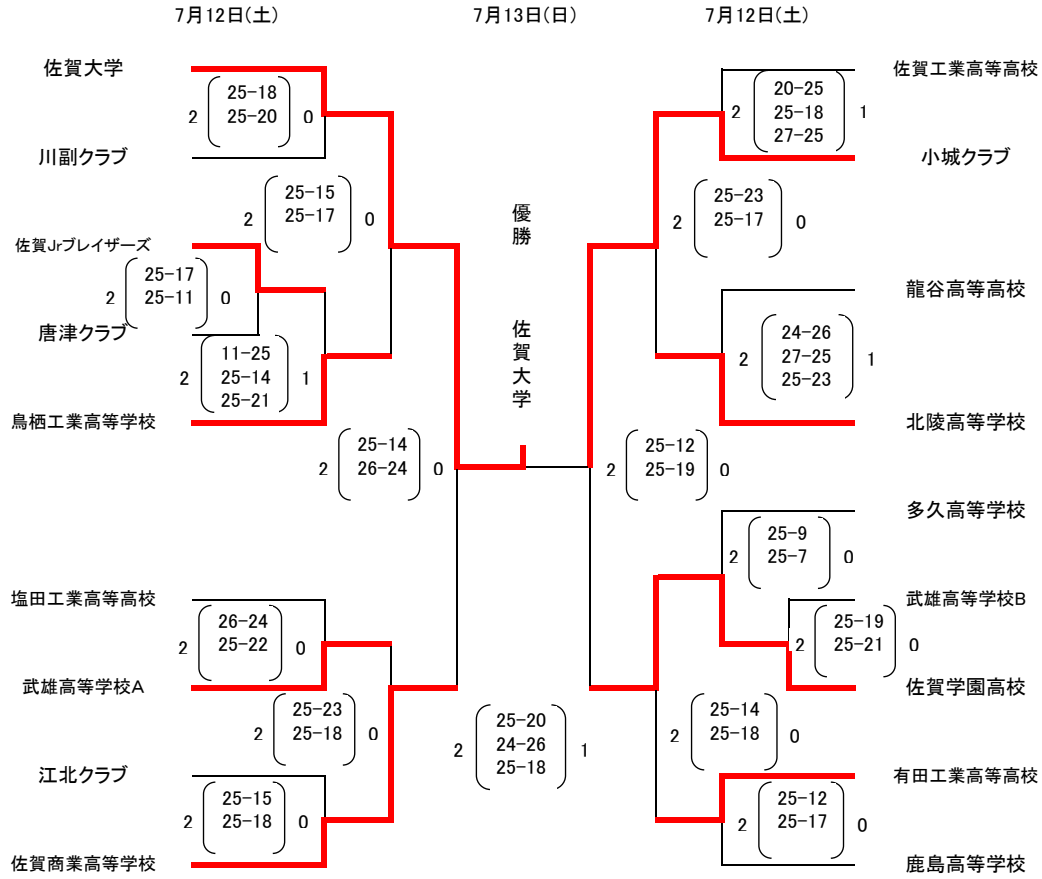 7月12日(土)
7月13日(日)
7月12日(土)
佐賀大学
2 25-18 0
25-20
川副クラブ
2 25-15 0
25-17
佐賀Jrブレイザーズ
2 25-17 0
25-11
唐津クラブ
2 11-25 1
25-14
25-21
鳥栖工業高等学校
2 25-14 0
26-24
塩田工業高等高校
2 26-24 0
25-22
武雄高等学校A
2 25-23 0
25-18
江北クラブ
2 25-15 0
25-18
佐賀商業高等学校
優勝
佐賀大学
2 25-20 1
24-26
25-18
佐賀工業高等高校
2 20-25 1
25-18
27-25
小城クラブ
2 25-23 0
25-17
龍谷高等高校
2 24-26 1
27-25
25-23
北陵高等学校
2 25-12 0
25-19
多久高等学校
2 25-9 0
25-7
武雄高等学校B
2 25-19 0
25-21
佐賀学園高校
2 25-14 0
25-18
有田工業高等高校
2 25-12 0
25-17
鹿島高等学校